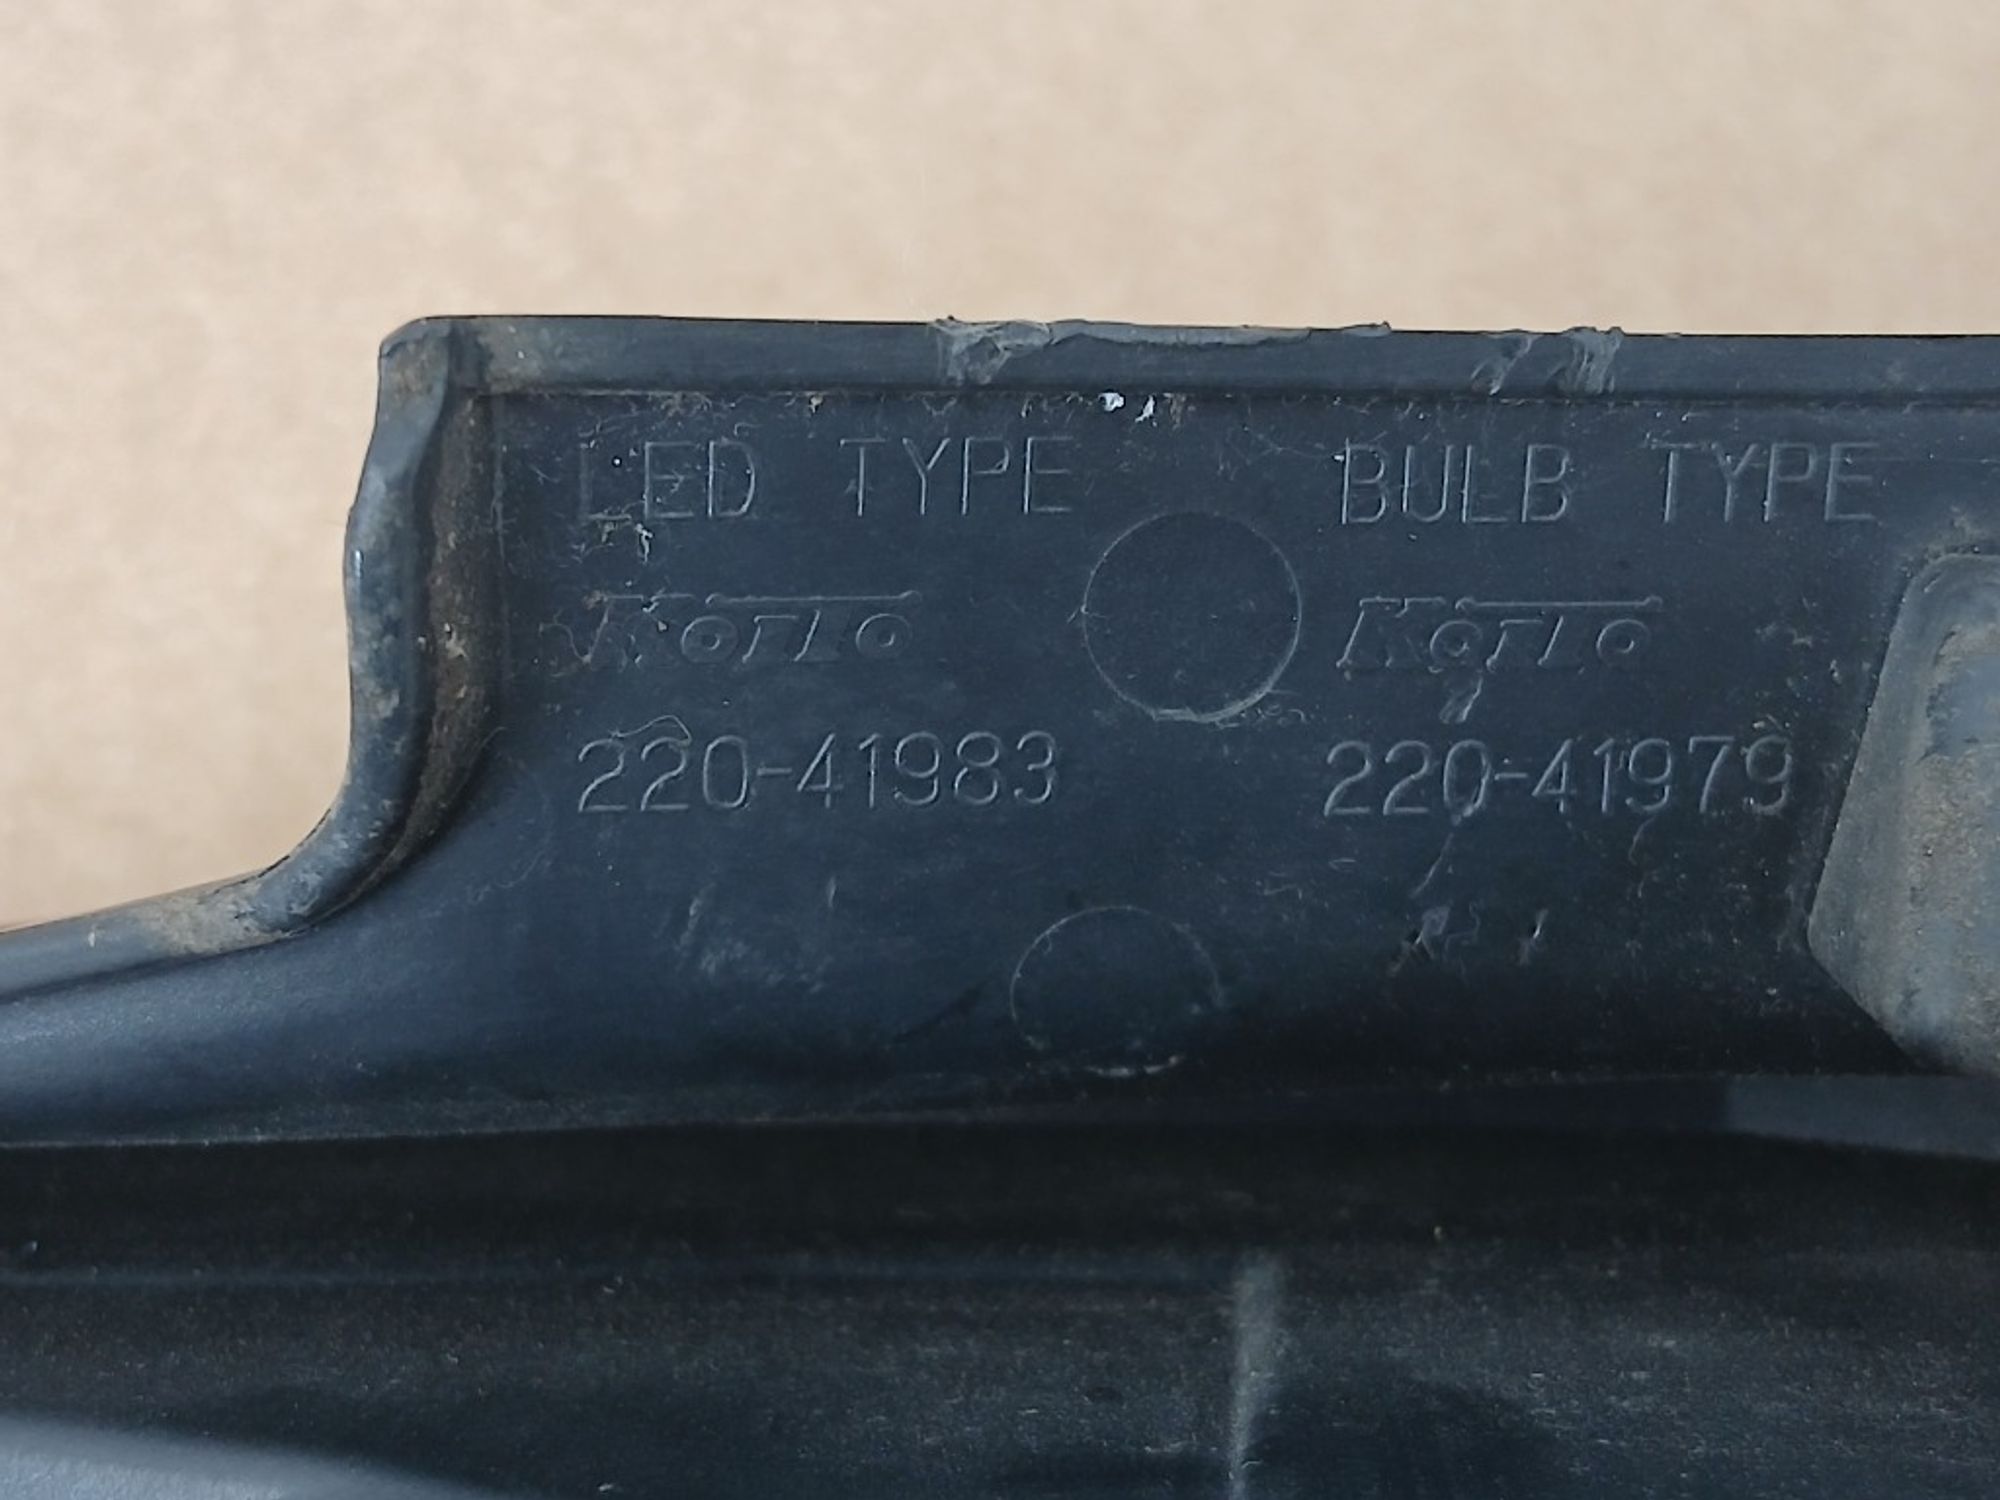 LED TYPE
BULB TYPE
KOITO
KOITO
220-41983
220-41979